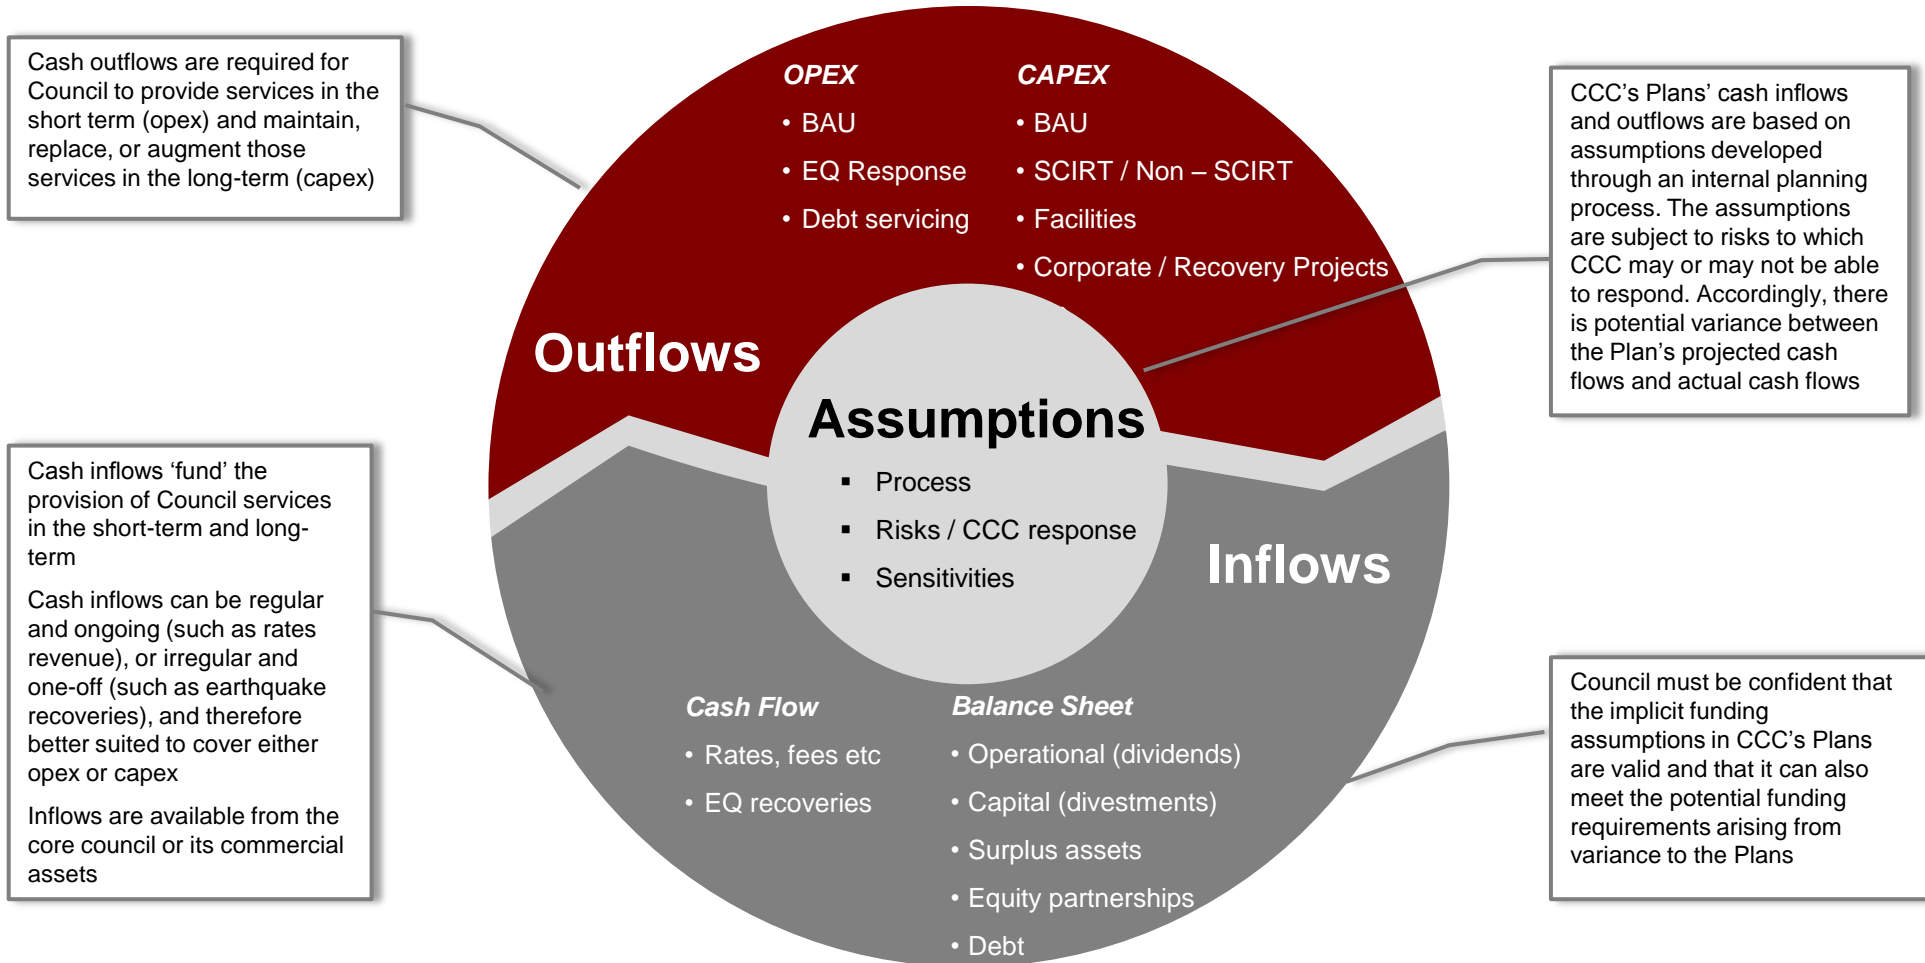 Cash outflows are required for
Council to provide services in the
short term (opex) and maintain,
replace, or augment those
services in the long-term (capex)
OPEX
• BAU
• EQ Response
• Debt servicing
CAPEX
• BAU
• SCIRT / Non – SCIRT
• Facilities
• Corporate / Recovery Projects
CCC’s Plans’ cash inflows
and outflows are based on
assumptions developed
through an internal planning
process. The assumptions
are subject to risks to which
CCC may or may not be able
to respond. Accordingly, there
is potential variance between
the Plan’s projected cash
flows and actual cash flows
Outflows
Assumptions
▪ Process
▪ Risks / CCC response
▪ Sensitivities
Inflows
Cash inflows ‘fund’ the
provision of Council services
in the short-term and long-
term
Cash inflows can be regular
and ongoing (such as rates
revenue), or irregular and
one-off (such as earthquake
recoveries), and therefore
better suited to cover either
opex or capex
Inflows are available from the
core council or its commercial
assets
Cash Flow
• Rates, fees etc
• EQ recoveries
Balance Sheet
• Operational (dividends)
• Capital (divestments)
• Surplus assets
• Equity partnerships
• Debt
Council must be confident that
the implicit funding
assumptions in CCC’s Plans
are valid and that it can also
meet the potential funding
requirements arising from
variance to the Plans